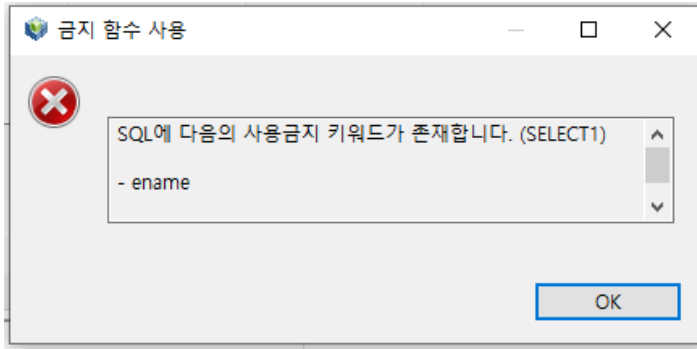 금지 함수 사용
SQL에 다음의 사용금지 키워드가 존재합니다. (SELECT1)
- ename
OK